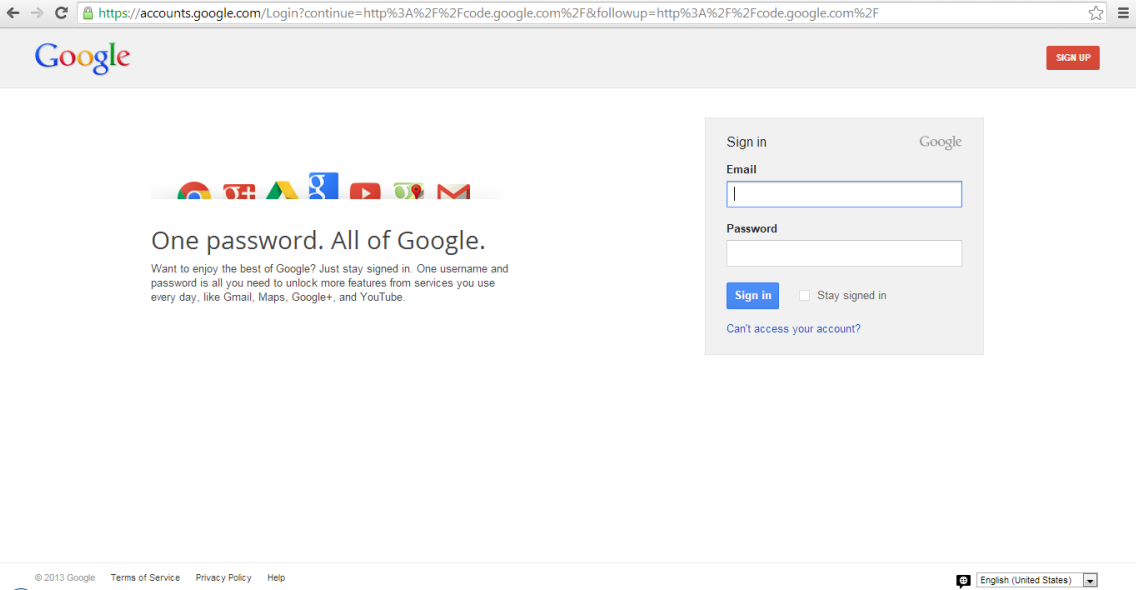 https://accounts.google.com/Login?continue=http%3A%2F%2Fcode.google.com%2F&followup=http%3A%2F%2Fcode.google.com%2F
Google
SIGN UP
Sign in
Google
Email
Password
Sign in
Stay signed in
Can't access your account?
One password. All of Google.
Want to enjoy the best of Google? Just stay signed in. One username and
password is all you need to unlock more features from services you use
every day, like Gmail, Maps, Google+, and YouTube.
© 2013 Google Terms of Service Privacy Policy Help
English (United States)